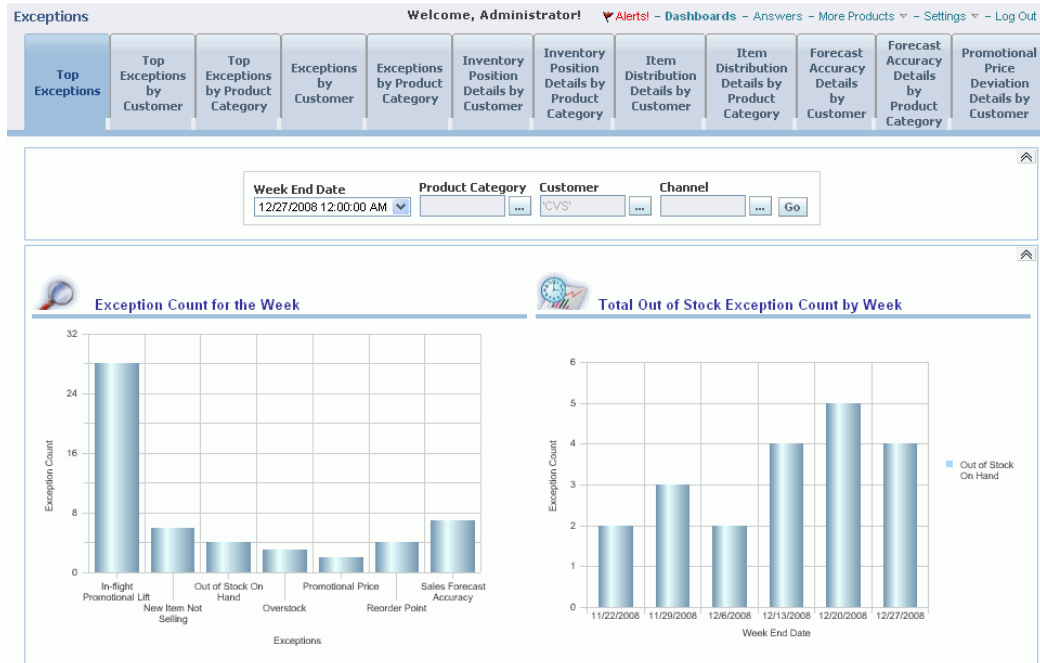 Exceptions
Welcome, Administrator!
Alerts! - Dashboards - Answers - More Products - Settings - Log Out
Top
Exceptions
Top
Exceptions
by
Customer
Top
Exceptions
by Product
Category
Exceptions
by
Customer
Exceptions
by Product
Category
Inventory
Position
Details by
Customer
Inventory
Position
Details by
Product
Category
Item
Distribution
Details by
Customer
Item
Distribution
Details by
Product
Category
Forecast
Accuracy
Details
by
Customer
Forecast
Accuracy
Details
by
Product
Category
Promotional
Price
Deviation
Details by
Customer
Week End Date
Product Category
Customer
Channel
12/27/2008 12:00:00 AM
...
'CVS'
...
...
Go
Exception Count for the Week
32
24
16
8
0
Exception Count
In-flight
Promotional Lift
New Item Not
Selling
Out of Stock On
Hand
Overstock
Promotional Price
Reorder Point
Sales Forecast
Accuracy
Exceptions
Total Out of Stock Exception Count by Week
6
5
4
3
2
1
0
Exception Count
11/22/2008
11/29/2008
12/6/2008
12/13/2008
12/20/2008
12/27/2008
Week End Date
Out of Stock
On Hand